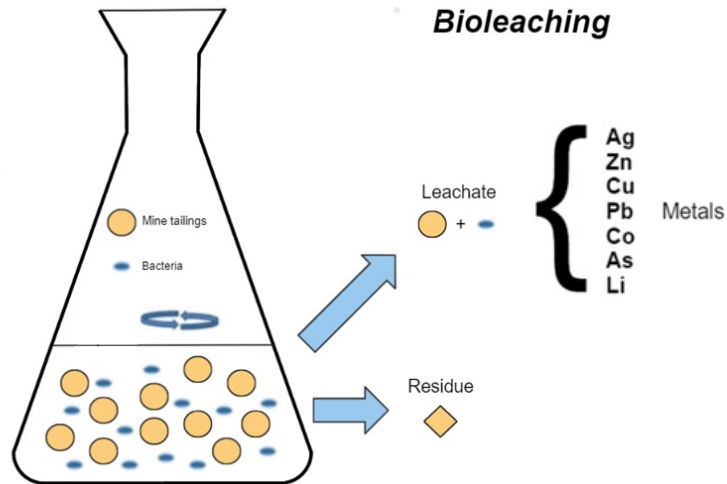 Bioleaching
Mine tailings
Bacteria
Leachate
+
Ag
Zn
Cu
Pb
Co
As
Li
Metals
Residue